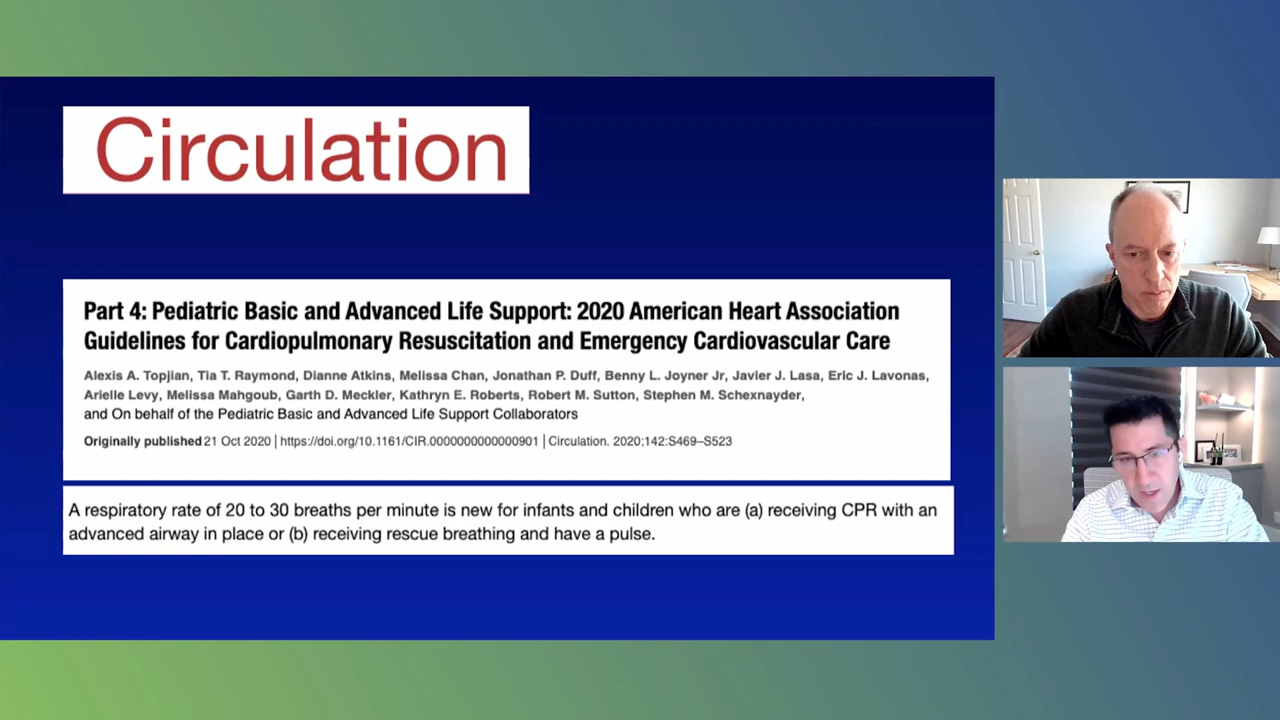 Circulation
Part 4: Pediatric Basic and Advanced Life Support: 2020 American Heart Association
Guidelines for Cardiopulmonary Resuscitation and Emergency Cardiovascular Care
Alexis A. Topjian, Tia T. Raymond, Dianne Atkins, Melissa Chan, Jonathan P. Duff, Benny L. Joyner Jr, Javier J. Lasa, Eric J. Lavonas,
Arielle Levy, Melissa Mahgoub, Garth D. Meckler, Kathryn E. Roberts, Robert M. Sutton, Stephen M. Schexnayder,
and On behalf of the Pediatric Basic and Advanced Life Support Collaborators
Originally published 21 Oct 2020 | https://doi.org/10.1161/CIR.0000000000000901 | Circulation. 2020;142:S469–S523
A respiratory rate of 20 to 30 breaths per minute is new for infants and children who are (a) receiving CPR with an
advanced airway in place or (b) receiving rescue breathing and have a pulse.